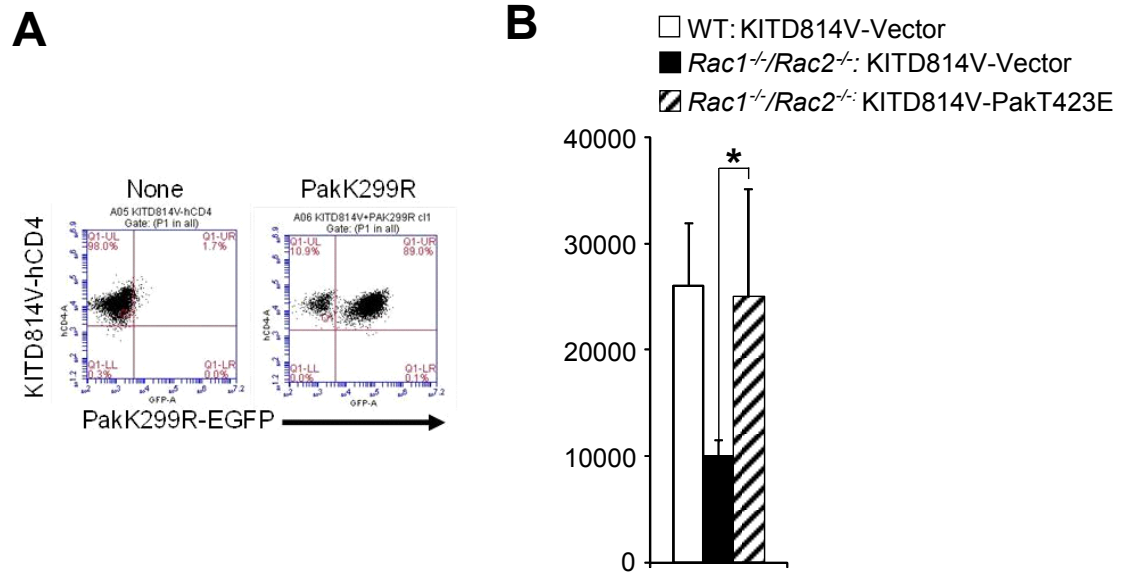 A
B
WT: KITD814V-Vector
Rac1-/-/Rac2-/-: KITD814V-Vector
Rac1-/-/Rac2-/-: KITD814V-PakT423E
None
PakK299R
A05 KITD814V-hCD4
Gate: (P1 in all)
A06 KITD814V+PAK299R cl1
Gate: (P1 in all)
Q1-UL
98.0%
Q1-UR
1.7%
Q1-LL
0.3%
Q1-LR
0.0%
Q1-UL
10.9%
Q1-UR
89.0%
Q1-LL
0.0%
Q1-LR
0.1%
KITD814V-hCD4
hCD4-A
hCD4-A
GFP-A
GFP-A
PakK299R-EGFP
40000
30000
20000
10000
0
*